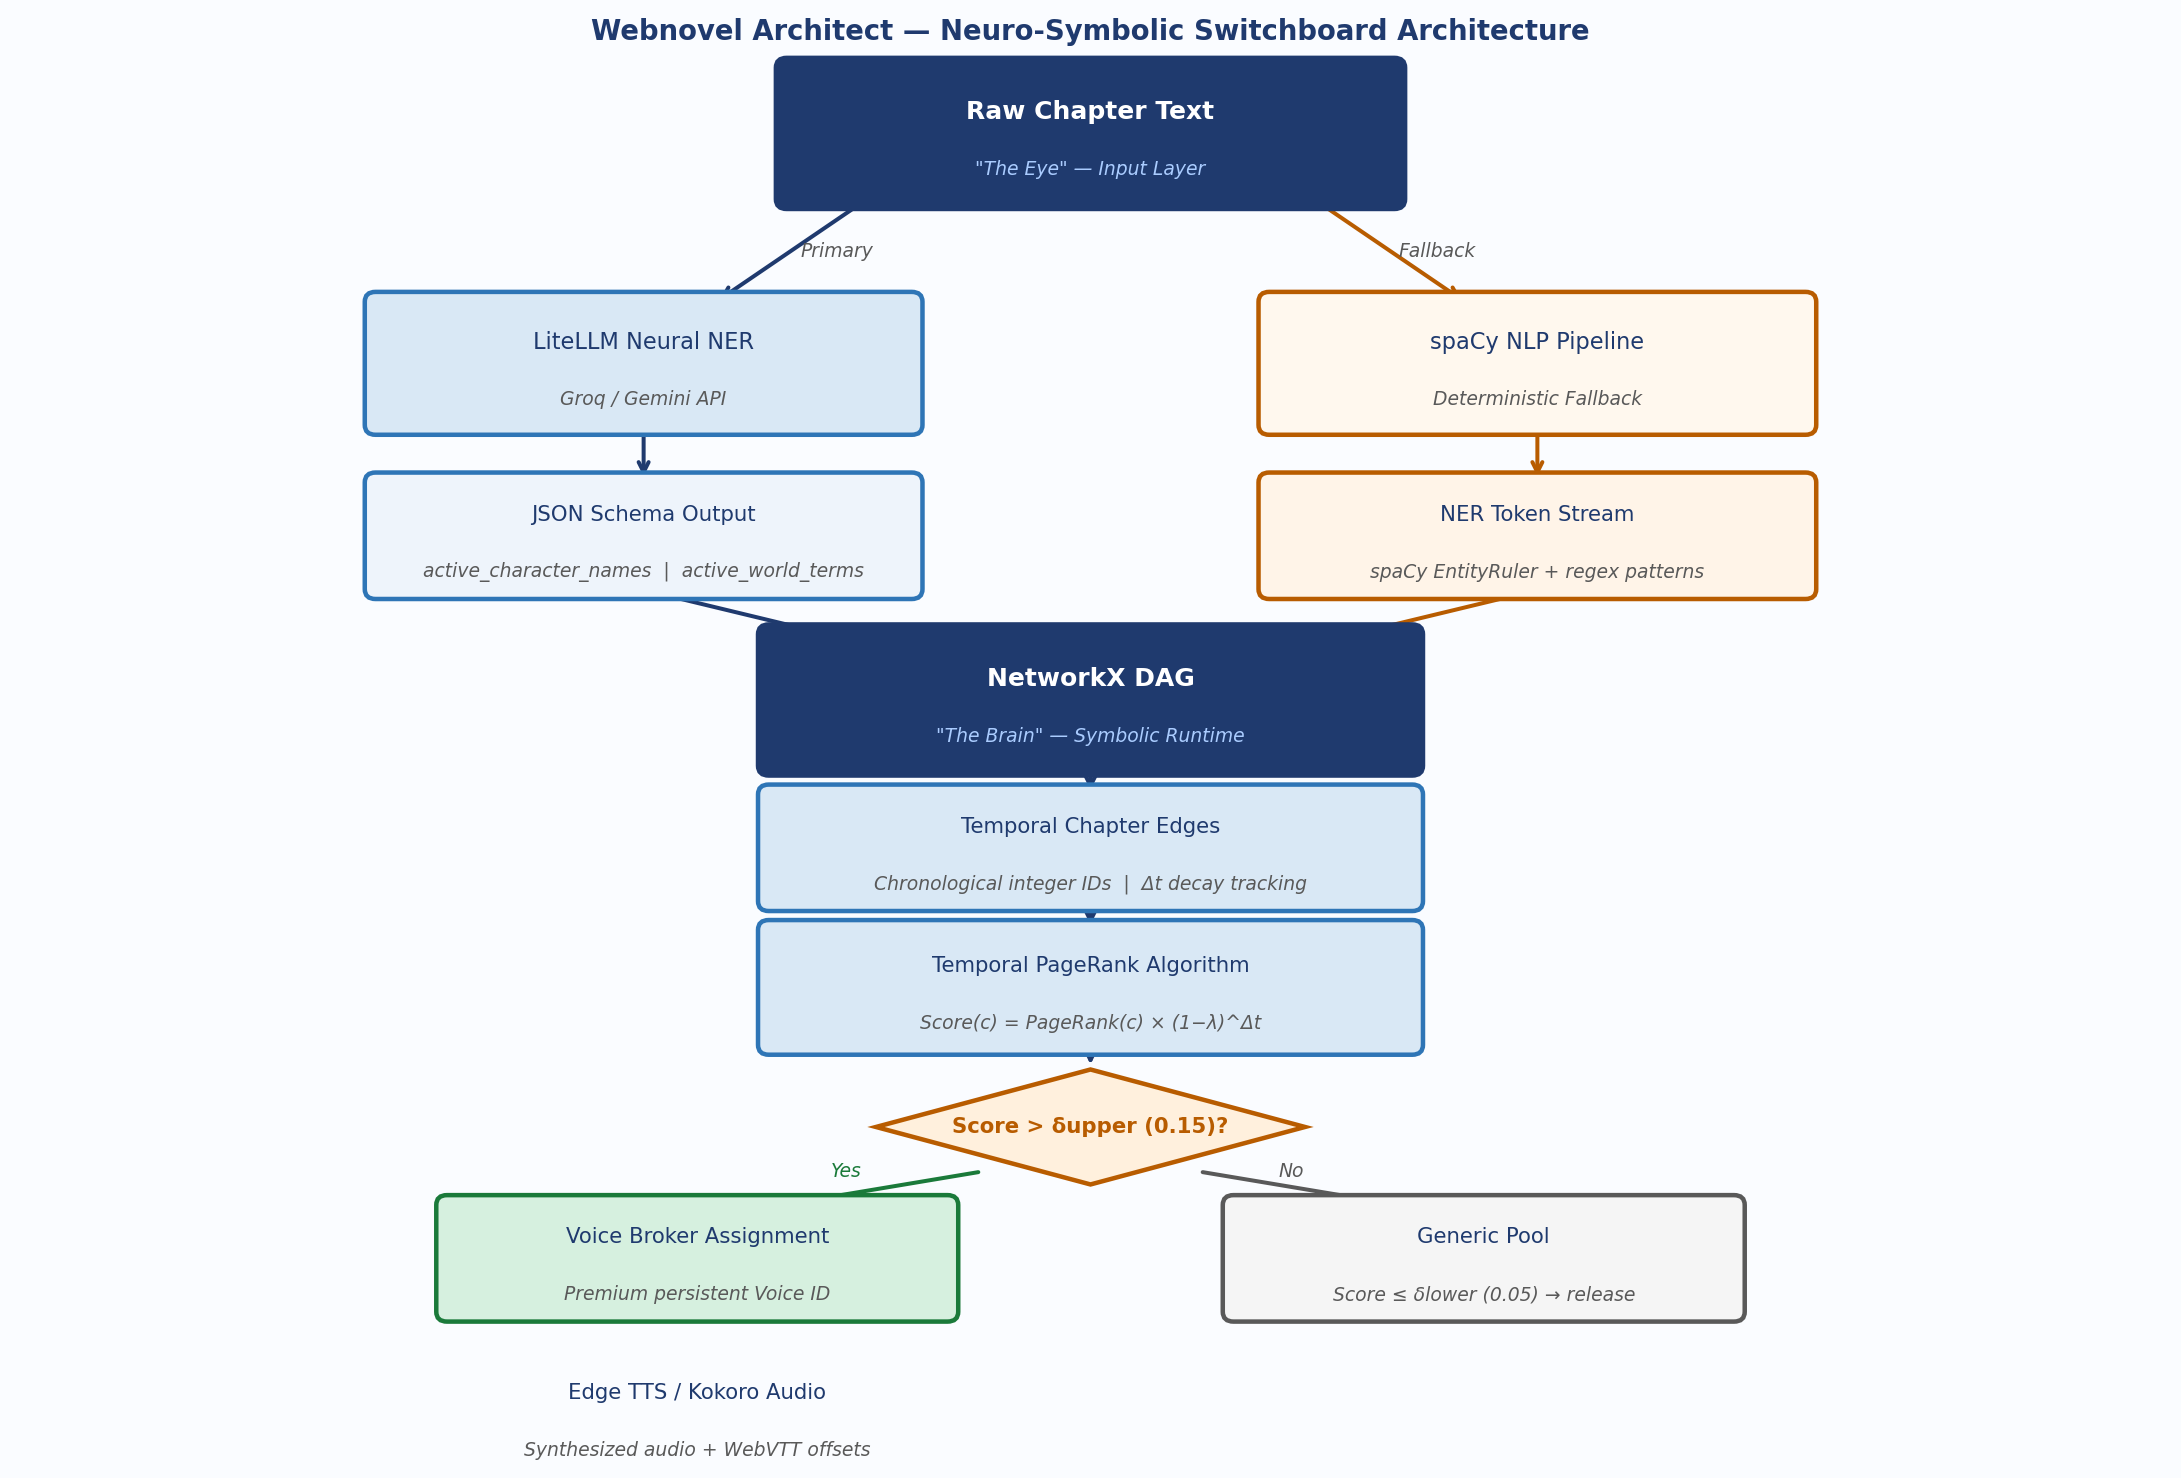 Webnovel Architect — Neuro-Symbolic Switchboard Architecture
Raw Chapter Text
"The Eye" — Input Layer
Primary
Fallback
LiteLLM Neural NER
Groq / Gemini API
spaCy NLP Pipeline
Deterministic Fallback
JSON Schema Output
active_character_names | active_world_terms
NER Token Stream
spaCy EntityRuler + regex patterns
NetworkX DAG
"The Brain" — Symbolic Runtime
Temporal Chapter Edges
Chronological integer IDs | Δt decay tracking
Temporal PageRank Algorithm
Score(c) = PageRank(c) × (1−λ)^Δt
Score > δupper (0.15)?
Yes
No
Voice Broker Assignment
Premium persistent Voice ID
Generic Pool
Score ≤ δlower (0.05) → release
Edge TTS / Kokoro Audio
Synthesized audio + WebVTT offsets